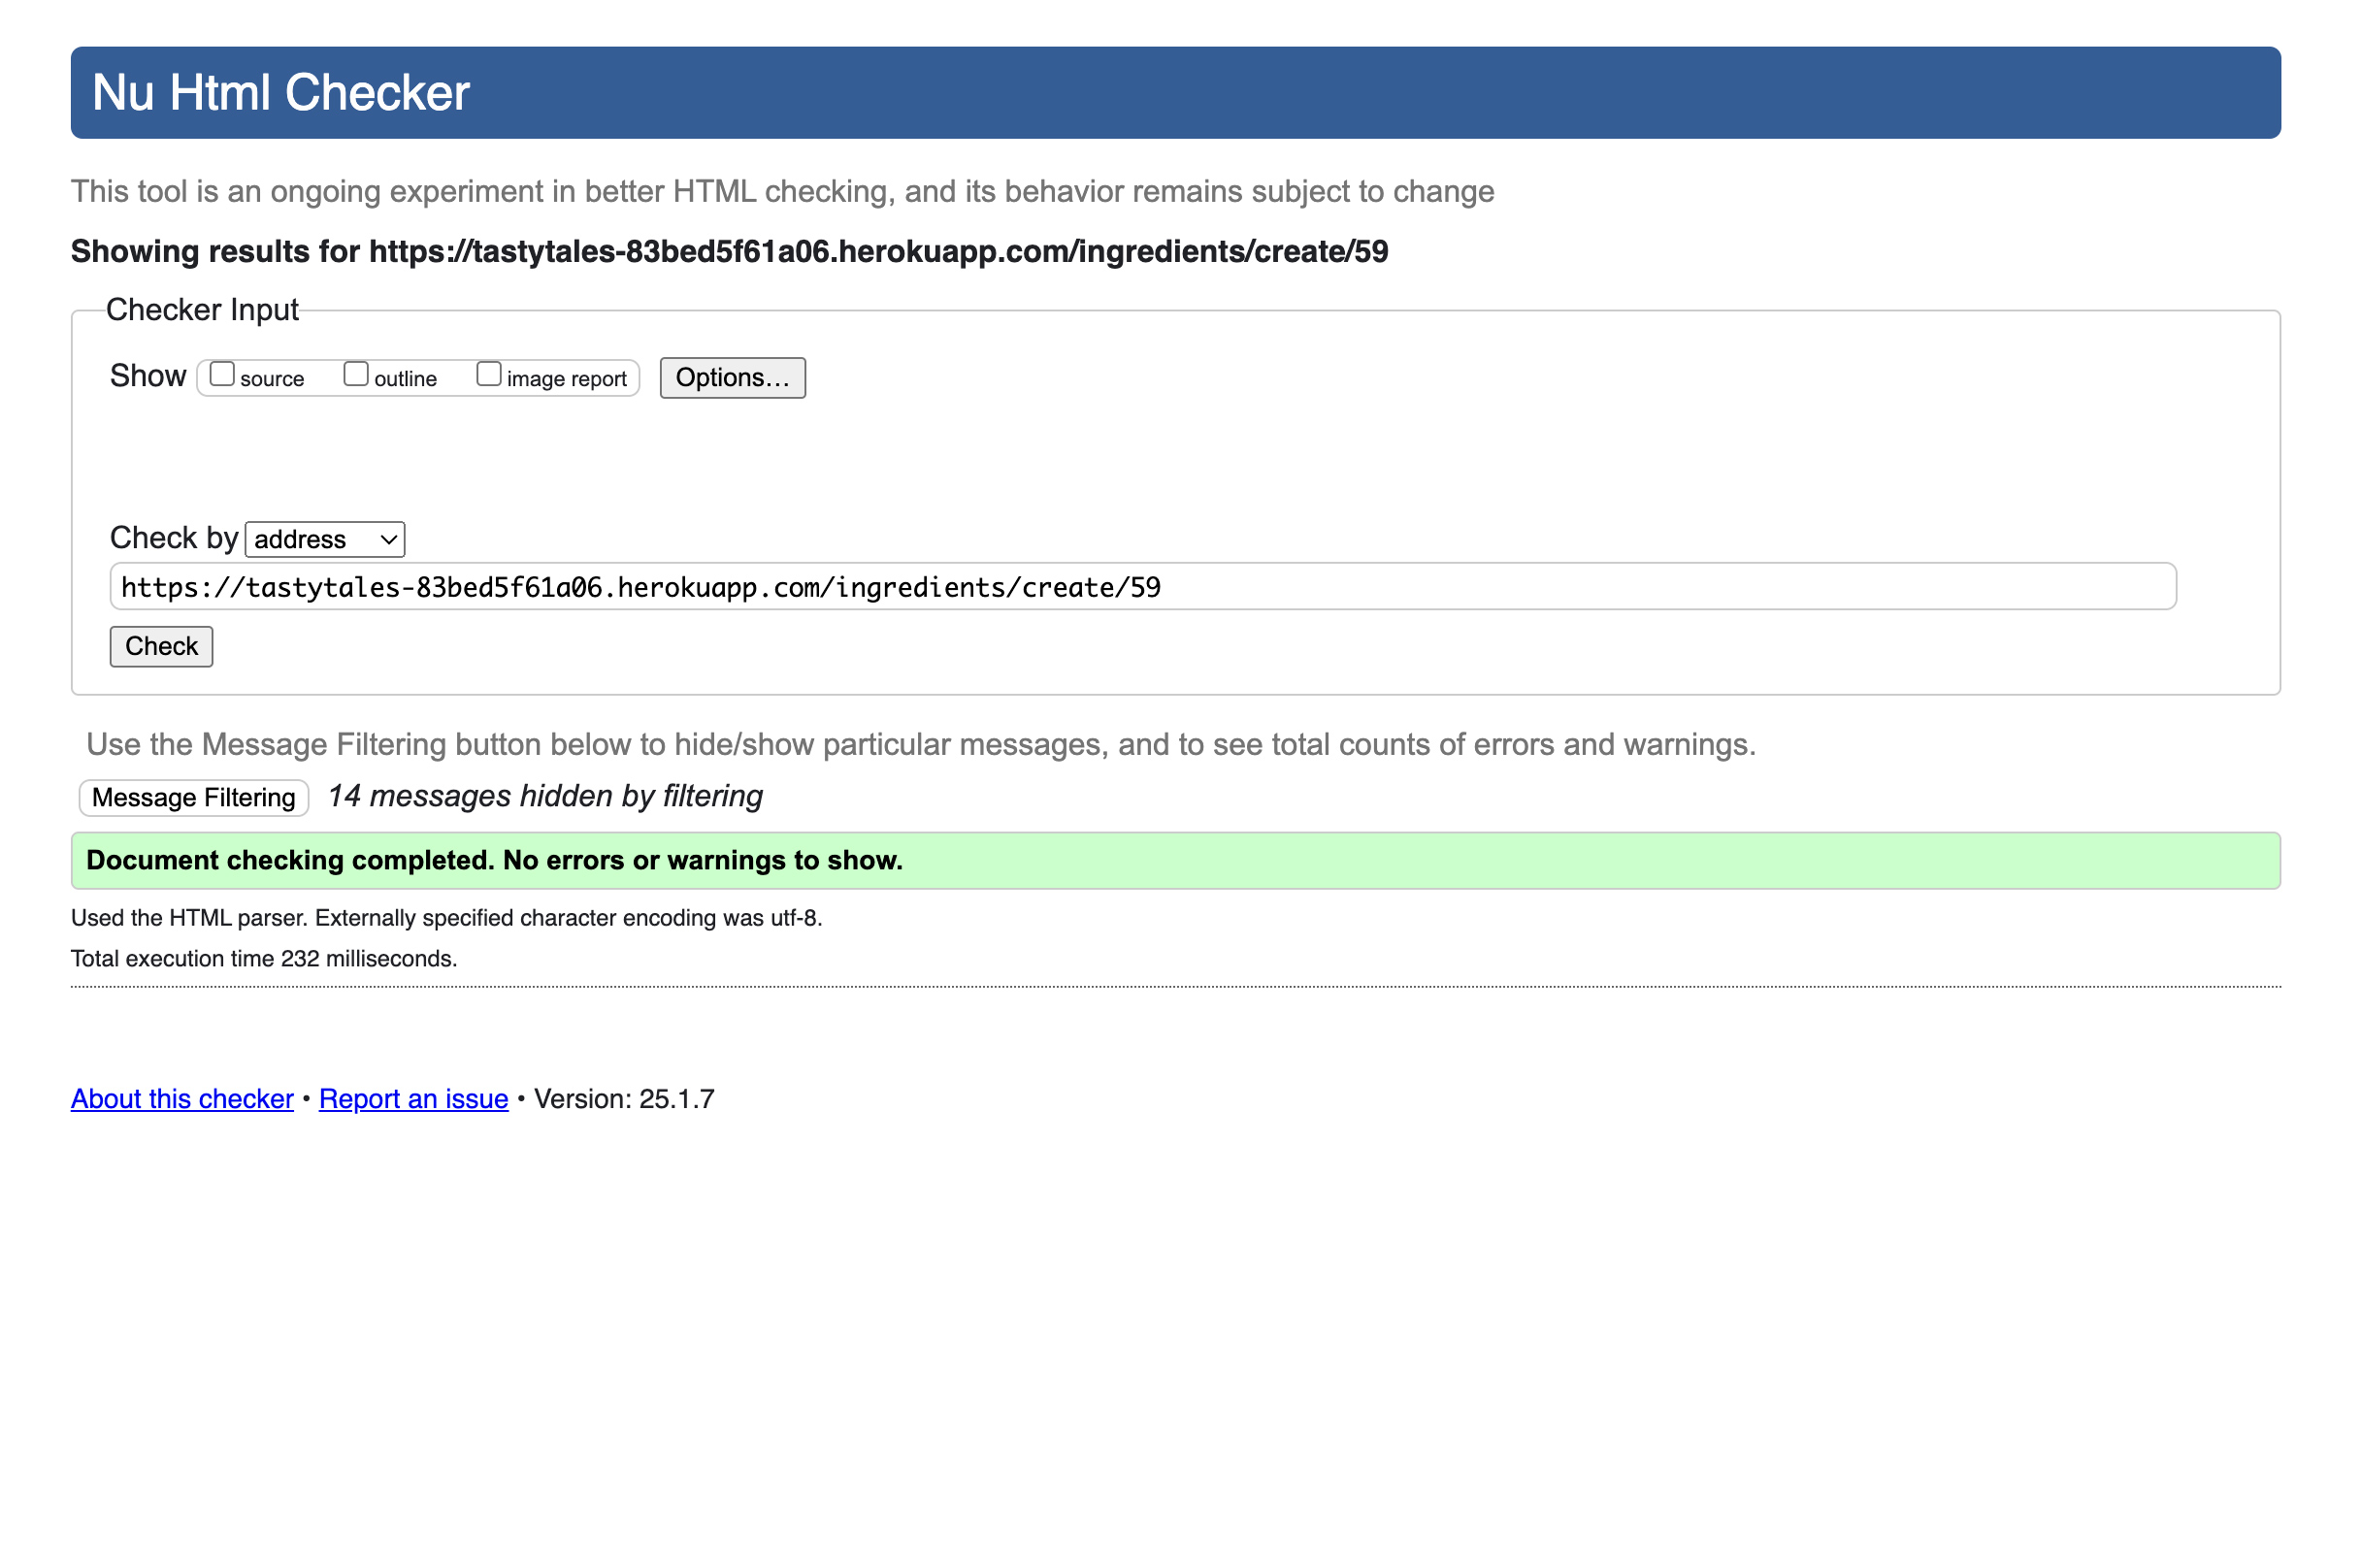 Nu Html Checker
This tool is an ongoing experiment in better HTML checking, and its behavior remains subject to change
Showing results for https://tastytales-83bed5f61a06.herokuapp.com/ingredients/create/59
Checker Input
Show source outline image report Options...
Check by address
https://tastytales-83bed5f61a06.herokuapp.com/ingredients/create/59
Check
Use the Message Filtering button below to hide/show particular messages, and to see total counts of errors and warnings.
Message Filtering 14 messages hidden by filtering
Document checking completed. No errors or warnings to show.
Used the HTML parser. Externally specified character encoding was utf-8.
Total execution time 232 milliseconds.
About this checker • Report an issue • Version: 25.1.7